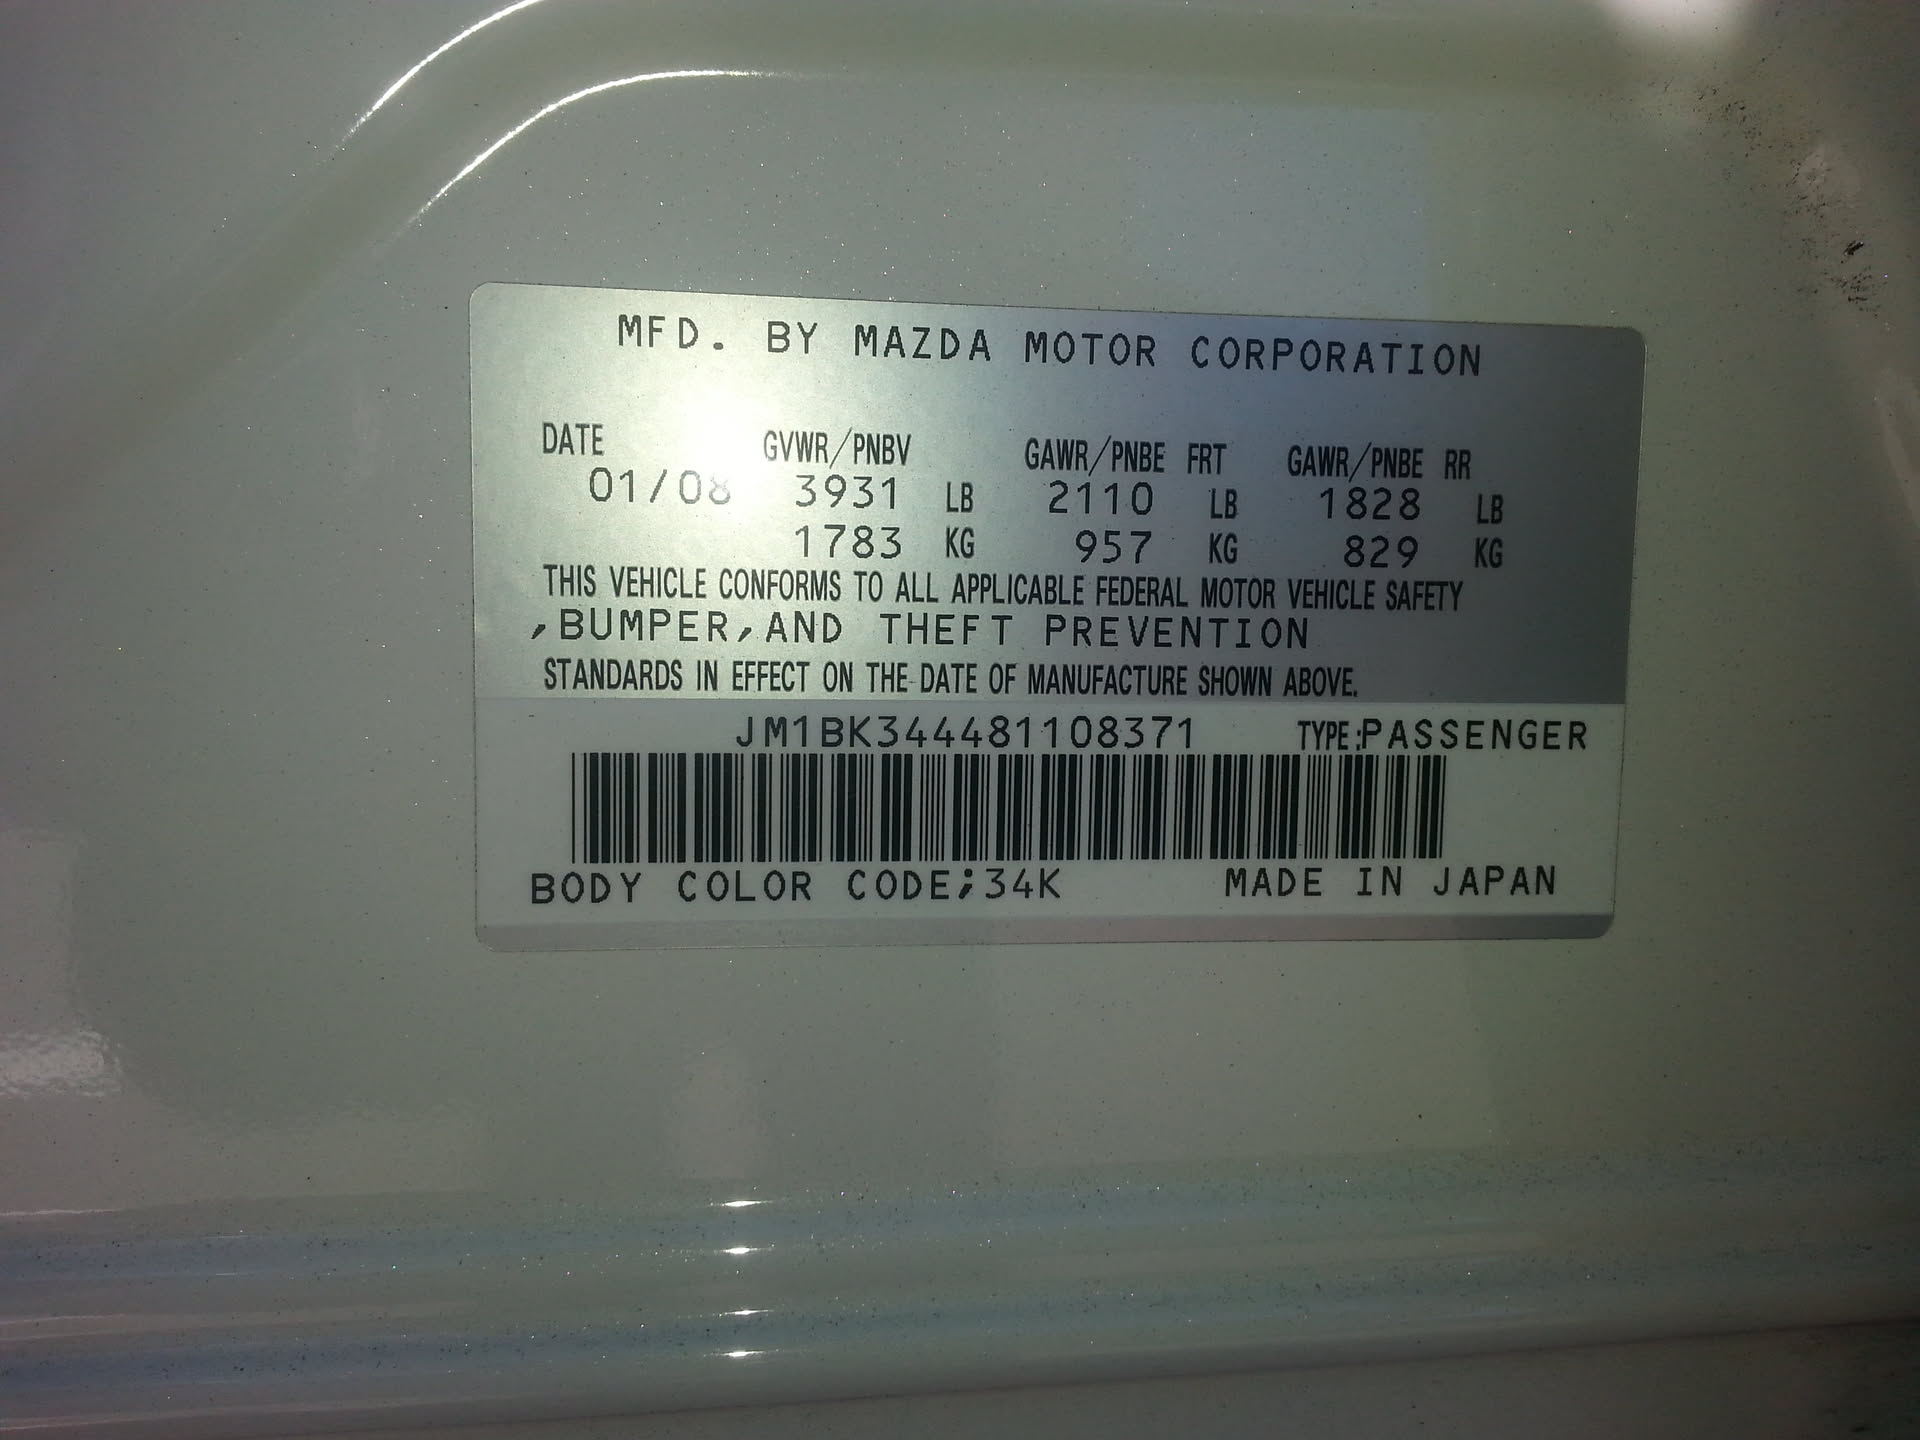 MFD. BY MAZDA MOTOR CORPORATION
DATE GVWR/PNBV GAWR/PNBE FRT GAWR/PNBE RR
01/08 3931 LB 2110 LB 1828 LB
1783 KG 957 KG 829 KG
THIS VEHICLE CONFORMS TO ALL APPLICABLE FEDERAL MOTOR VEHICLE SAFETY
,BUMPER,AND THEFT PREVENTION
STANDARDS IN EFFECT ON THE DATE OF MANUFACTURE SHOWN ABOVE.
JM1BK344481108371 TYPE:PASSENGER
BODY COLOR CODE;34K MADE IN JAPAN